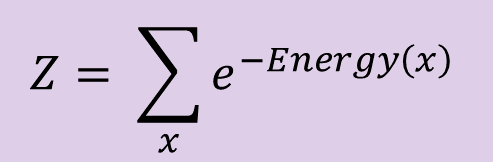 Z = ∑ e^{−Energy(x)}
x